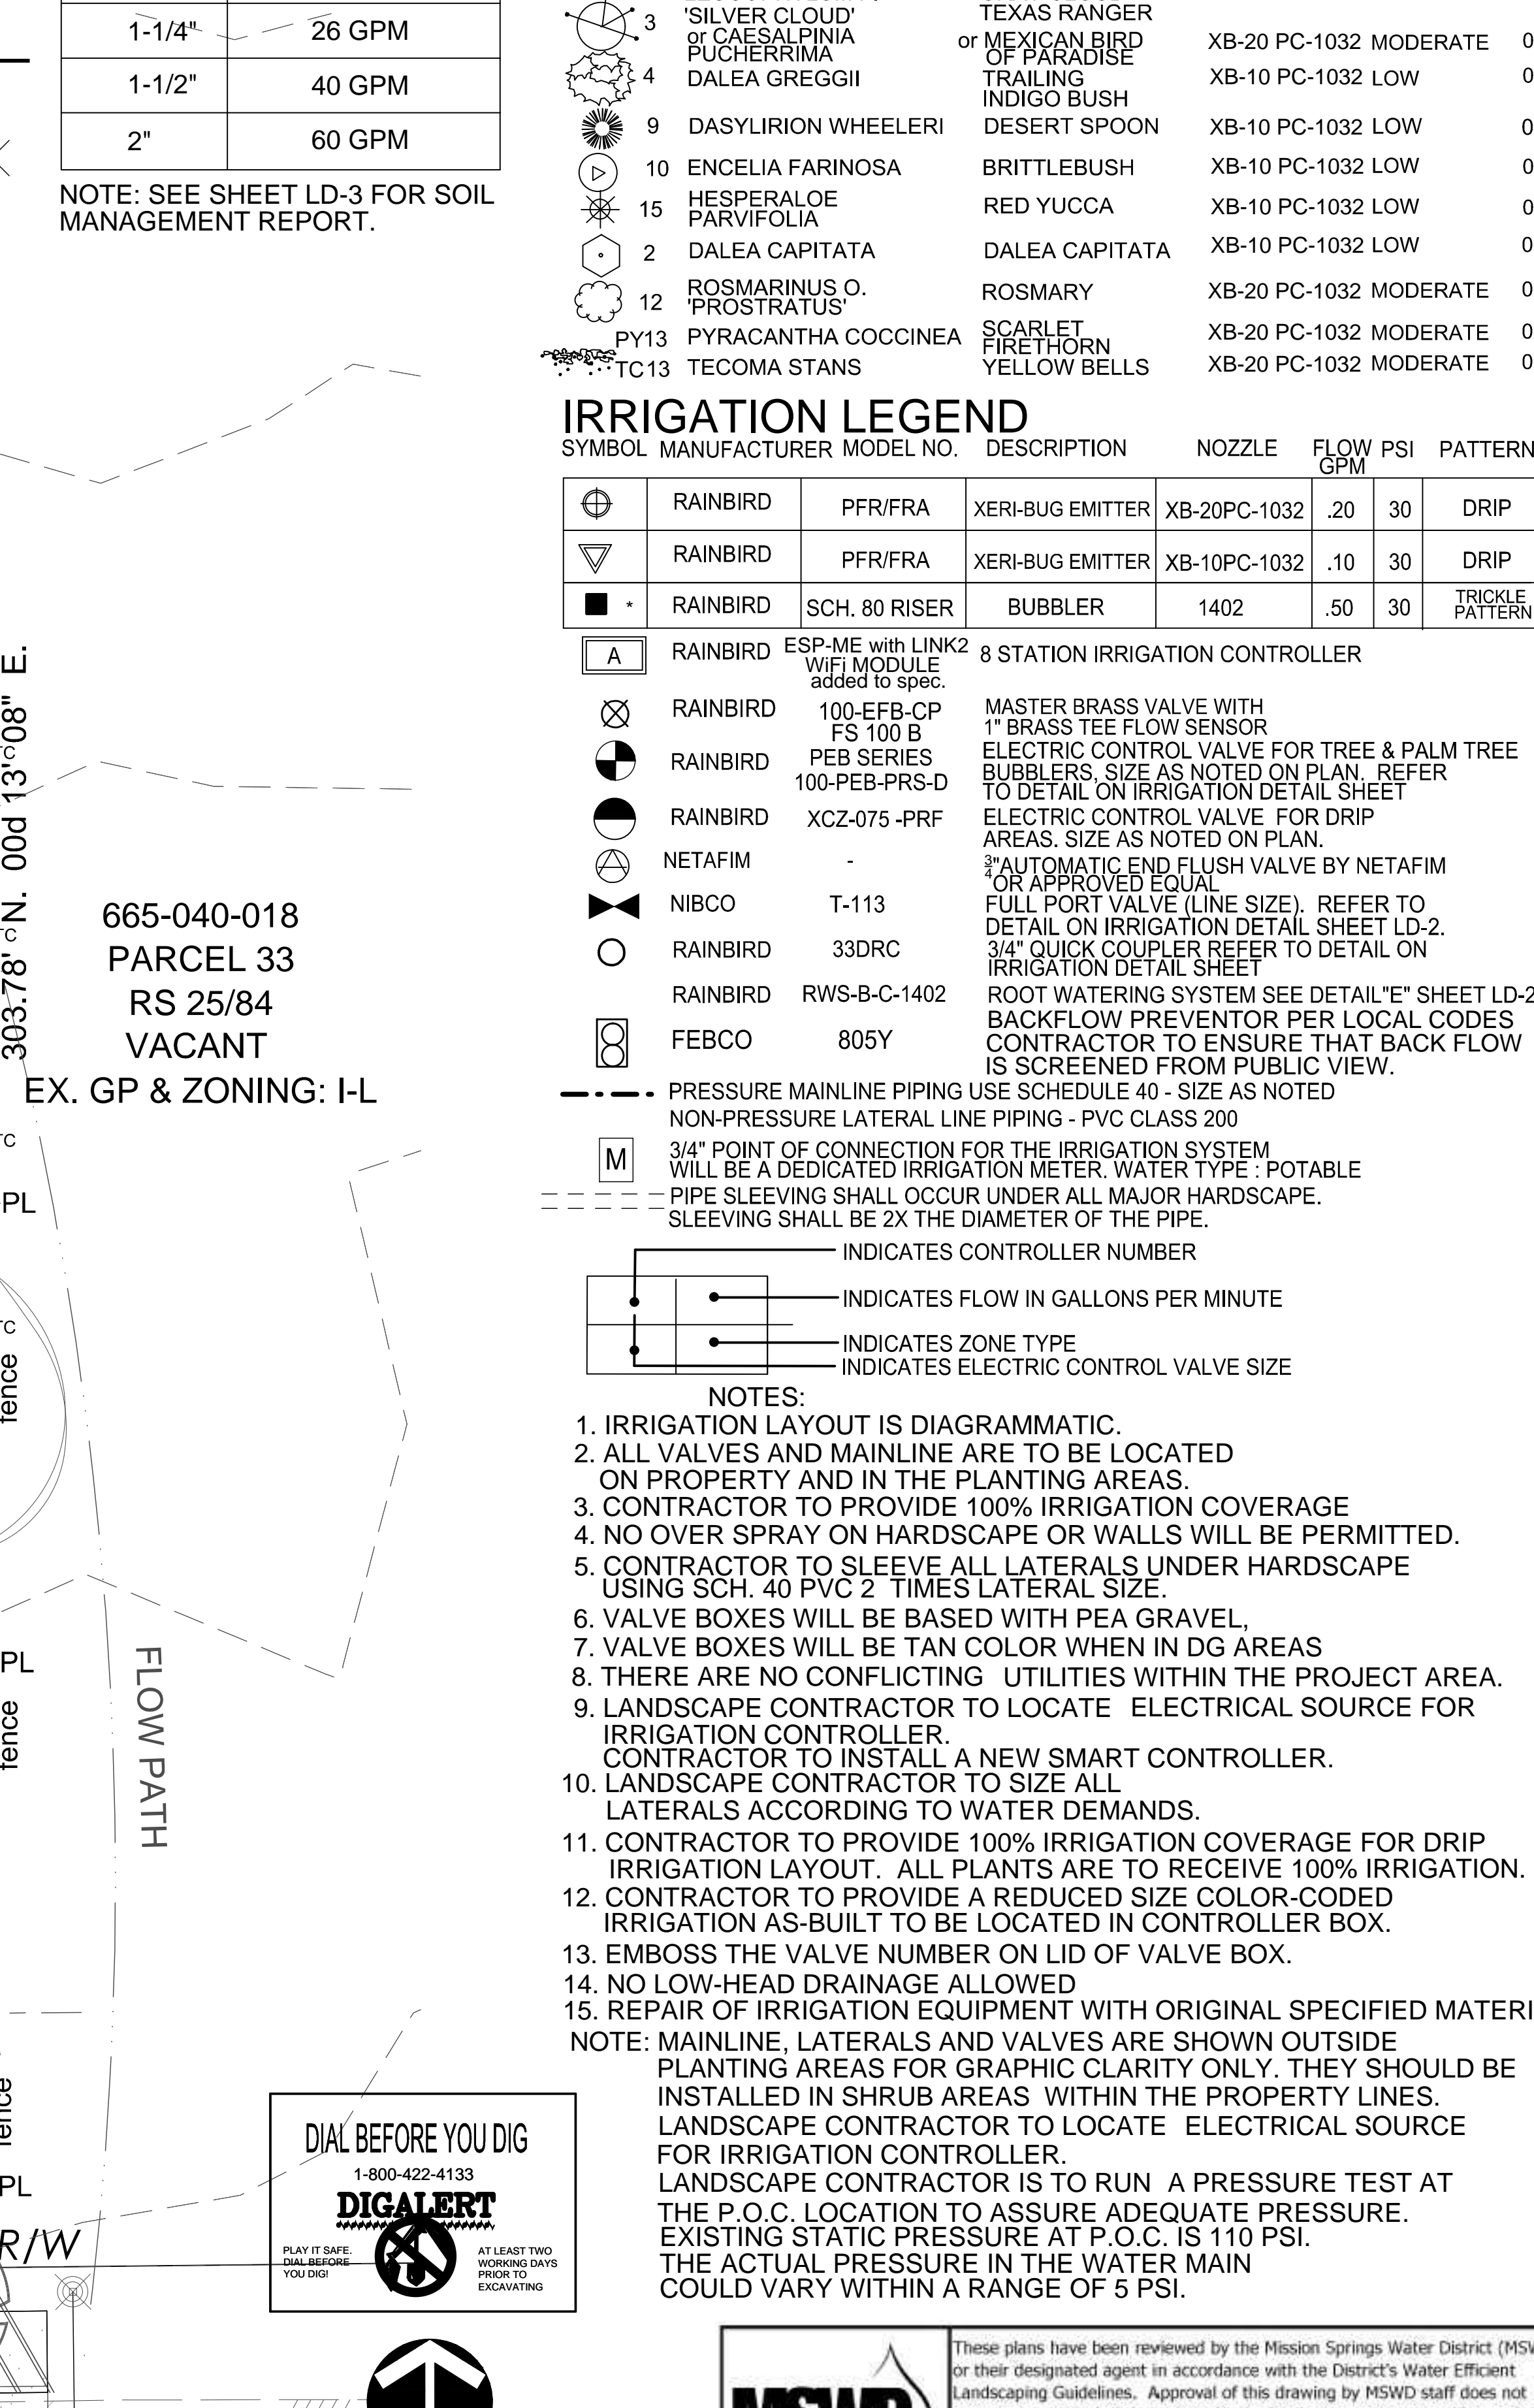 1-1/4" 26 GPM
1-1/2" 40 GPM
2" 60 GPM
NOTE: SEE SHEET LD-3 FOR SOIL
MANAGEMENT REPORT.
3 'SILVER CLOUD' TEXAS RANGER
or CAESALPINIA or MEXICAN BIRD XB-20 PC-1032 MODERATE 0
PUCHERRIMA OF PARADISE
4 DALEA GREGGII TRAILING XB-10 PC-1032 LOW 0
INDIGO BUSH
9 DASYLIRION WHEELERI DESERT SPOON XB-10 PC-1032 LOW 0
10 ENCELIA FARINOSA BRITTLEBUSH XB-10 PC-1032 LOW 0
15 HESPERALOE RED YUCCA XB-10 PC-1032 LOW 0
PARVIFOLIA
2 DALEA CAPITATA DALEA CAPITATA XB-10 PC-1032 LOW 0
12 ROSMARINUS O. ROSMARY XB-20 PC-1032 MODERATE 0
'PROSTRATUS'
PY13 PYRACANTHA COCCINEA SCARLET XB-20 PC-1032 MODERATE 0
FIRETHORN
TC13 TECOMA STANS YELLOW BELLS XB-20 PC-1032 MODERATE 0
IRRIGATION LEGEND
SYMBOL MANUFACTURER MODEL NO. DESCRIPTION NOZZLE FLOW PSI PATTERN
GPM
RAINBIRD PFR/FRA XERI-BUG EMITTER XB-20PC-1032 .20 30 DRIP
RAINBIRD PFR/FRA XERI-BUG EMITTER XB-10PC-1032 .10 30 DRIP
* RAINBIRD SCH. 80 RISER BUBBLER 1402 .50 30 TRICKLE
PATTERN
A RAINBIRD ESP-ME with LINK2 8 STATION IRRIGATION CONTROLLER
WiFi MODULE
added to spec.
RAINBIRD 100-EFB-CP MASTER BRASS VALVE WITH
FS 100 B 1" BRASS TEE FLOW SENSOR
RAINBIRD PEB SERIES ELECTRIC CONTROL VALVE FOR TREE & PALM TREE
100-PEB-PRS-D BUBBLERS, SIZE AS NOTED ON PLAN. REFER
TO DETAIL ON IRRIGATION DETAIL SHEET
RAINBIRD XCZ-075 -PRF ELECTRIC CONTROL VALVE FOR DRIP
AREAS. SIZE AS NOTED ON PLAN.
NETAFIM - 3/4"AUTOMATIC END FLUSH VALVE BY NETAFIM
OR APPROVED EQUAL
NIBCO T-113 FULL PORT VALVE (LINE SIZE). REFER TO
DETAIL ON IRRIGATION DETAIL SHEET LD-2.
RAINBIRD 33DRC 3/4" QUICK COUPLER REFER TO DETAIL ON
IRRIGATION DETAIL SHEET
RAINBIRD RWS-B-C-1402 ROOT WATERING SYSTEM SEE DETAIL"E" SHEET LD-2
FEBCO 805Y BACKFLOW PREVENTOR PER LOCAL CODES
CONTRACTOR TO ENSURE THAT BACK FLOW
IS SCREENED FROM PUBLIC VIEW.
PRESSURE MAINLINE PIPING USE SCHEDULE 40 - SIZE AS NOTED
NON-PRESSURE LATERAL LINE PIPING - PVC CLASS 200
M 3/4" POINT OF CONNECTION FOR THE IRRIGATION SYSTEM
WILL BE A DEDICATED IRRIGATION METER. WATER TYPE : POTABLE
PIPE SLEEVING SHALL OCCUR UNDER ALL MAJOR HARDSCAPE.
SLEEVING SHALL BE 2X THE DIAMETER OF THE PIPE.
INDICATES CONTROLLER NUMBER
INDICATES FLOW IN GALLONS PER MINUTE
INDICATES ZONE TYPE
INDICATES ELECTRIC CONTROL VALVE SIZE
NOTES:
1. IRRIGATION LAYOUT IS DIAGRAMMATIC.
2. ALL VALVES AND MAINLINE ARE TO BE LOCATED
ON PROPERTY AND IN THE PLANTING AREAS.
3. CONTRACTOR TO PROVIDE 100% IRRIGATION COVERAGE
4. NO OVER SPRAY ON HARDSCAPE OR WALLS WILL BE PERMITTED.
5. CONTRACTOR TO SLEEVE ALL LATERALS UNDER HARDSCAPE
USING SCH. 40 PVC 2 TIMES LATERAL SIZE.
6. VALVE BOXES WILL BE BASED WITH PEA GRAVEL,
7. VALVE BOXES WILL BE TAN COLOR WHEN IN DG AREAS
8. THERE ARE NO CONFLICTING UTILITIES WITHIN THE PROJECT AREA.
9. LANDSCAPE CONTRACTOR TO LOCATE ELECTRICAL SOURCE FOR
IRRIGATION CONTROLLER.
CONTRACTOR TO INSTALL A NEW SMART CONTROLLER.
10. LANDSCAPE CONTRACTOR TO SIZE ALL
LATERALS ACCORDING TO WATER DEMANDS.
11. CONTRACTOR TO PROVIDE 100% IRRIGATION COVERAGE FOR DRIP
IRRIGATION LAYOUT. ALL PLANTS ARE TO RECEIVE 100% IRRIGATION.
12. CONTRACTOR TO PROVIDE A REDUCED SIZE COLOR-CODED
IRRIGATION AS-BUILT TO BE LOCATED IN CONTROLLER BOX.
13. EMBOSS THE VALVE NUMBER ON LID OF VALVE BOX.
14. NO LOW-HEAD DRAINAGE ALLOWED
15. REPAIR OF IRRIGATION EQUIPMENT WITH ORIGINAL SPECIFIED MATERI
NOTE: MAINLINE, LATERALS AND VALVES ARE SHOWN OUTSIDE
PLANTING AREAS FOR GRAPHIC CLARITY ONLY. THEY SHOULD BE
INSTALLED IN SHRUB AREAS WITHIN THE PROPERTY LINES.
LANDSCAPE CONTRACTOR TO LOCATE ELECTRICAL SOURCE
FOR IRRIGATION CONTROLLER.
LANDSCAPE CONTRACTOR IS TO RUN A PRESSURE TEST AT
THE P.O.C. LOCATION TO ASSURE ADEQUATE PRESSURE.
EXISTING STATIC PRESSURE AT P.O.C. IS 110 PSI.
THE ACTUAL PRESSURE IN THE WATER MAIN
COULD VARY WITHIN A RANGE OF 5 PSI.
303.78' N. 00d 13' 08" E.
TC
TC
665-040-018
PARCEL 33
RS 25/84
VACANT
EX. GP & ZONING: I-L
TC
PL
TC
fence
PL
fence
FLOW PATH
fence
PL
R/W
DIAL BEFORE YOU DIG
1-800-422-4133
DIGALERT
PLAY IT SAFE.
DIAL BEFORE
YOU DIG!
AT LEAST TWO
WORKING DAYS
PRIOR TO
EXCAVATING
MSWD
These plans have been reviewed by the Mission Springs Water District (MSW
or their designated agent in accordance with the District's Water Efficient
Landscaping Guidelines. Approval of this drawing by MSWD staff does not